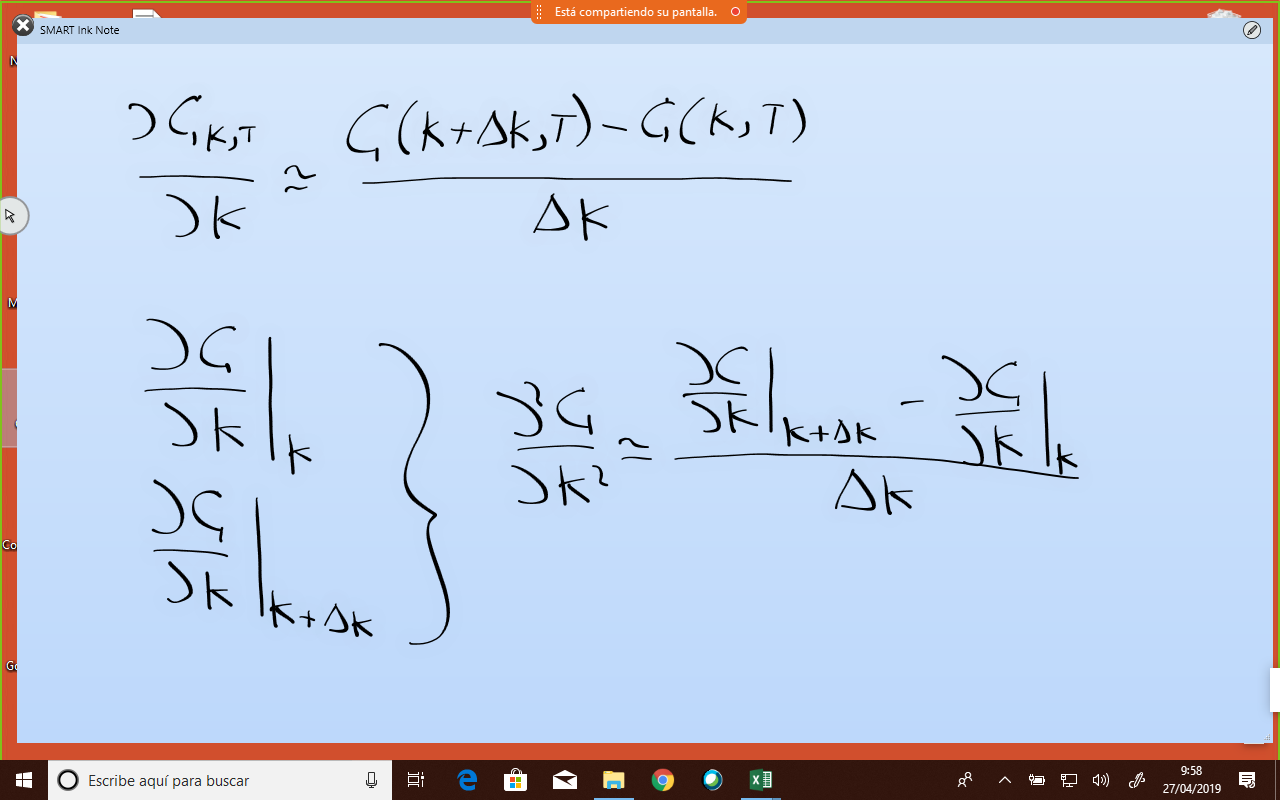 Está compartiendo su pantalla.
SMART Ink Note
∂C_{K,T} / ∂K ≈ (C(K+ΔK,T) − C(K,T)) / ΔK
∂C/∂K |_K
∂C/∂K |_{K+ΔK}
∂²C/∂K² ≈ (∂C/∂K |_{K+ΔK} − ∂C/∂K |_K) / ΔK
Escribe aquí para buscar
9:58
27/04/2019